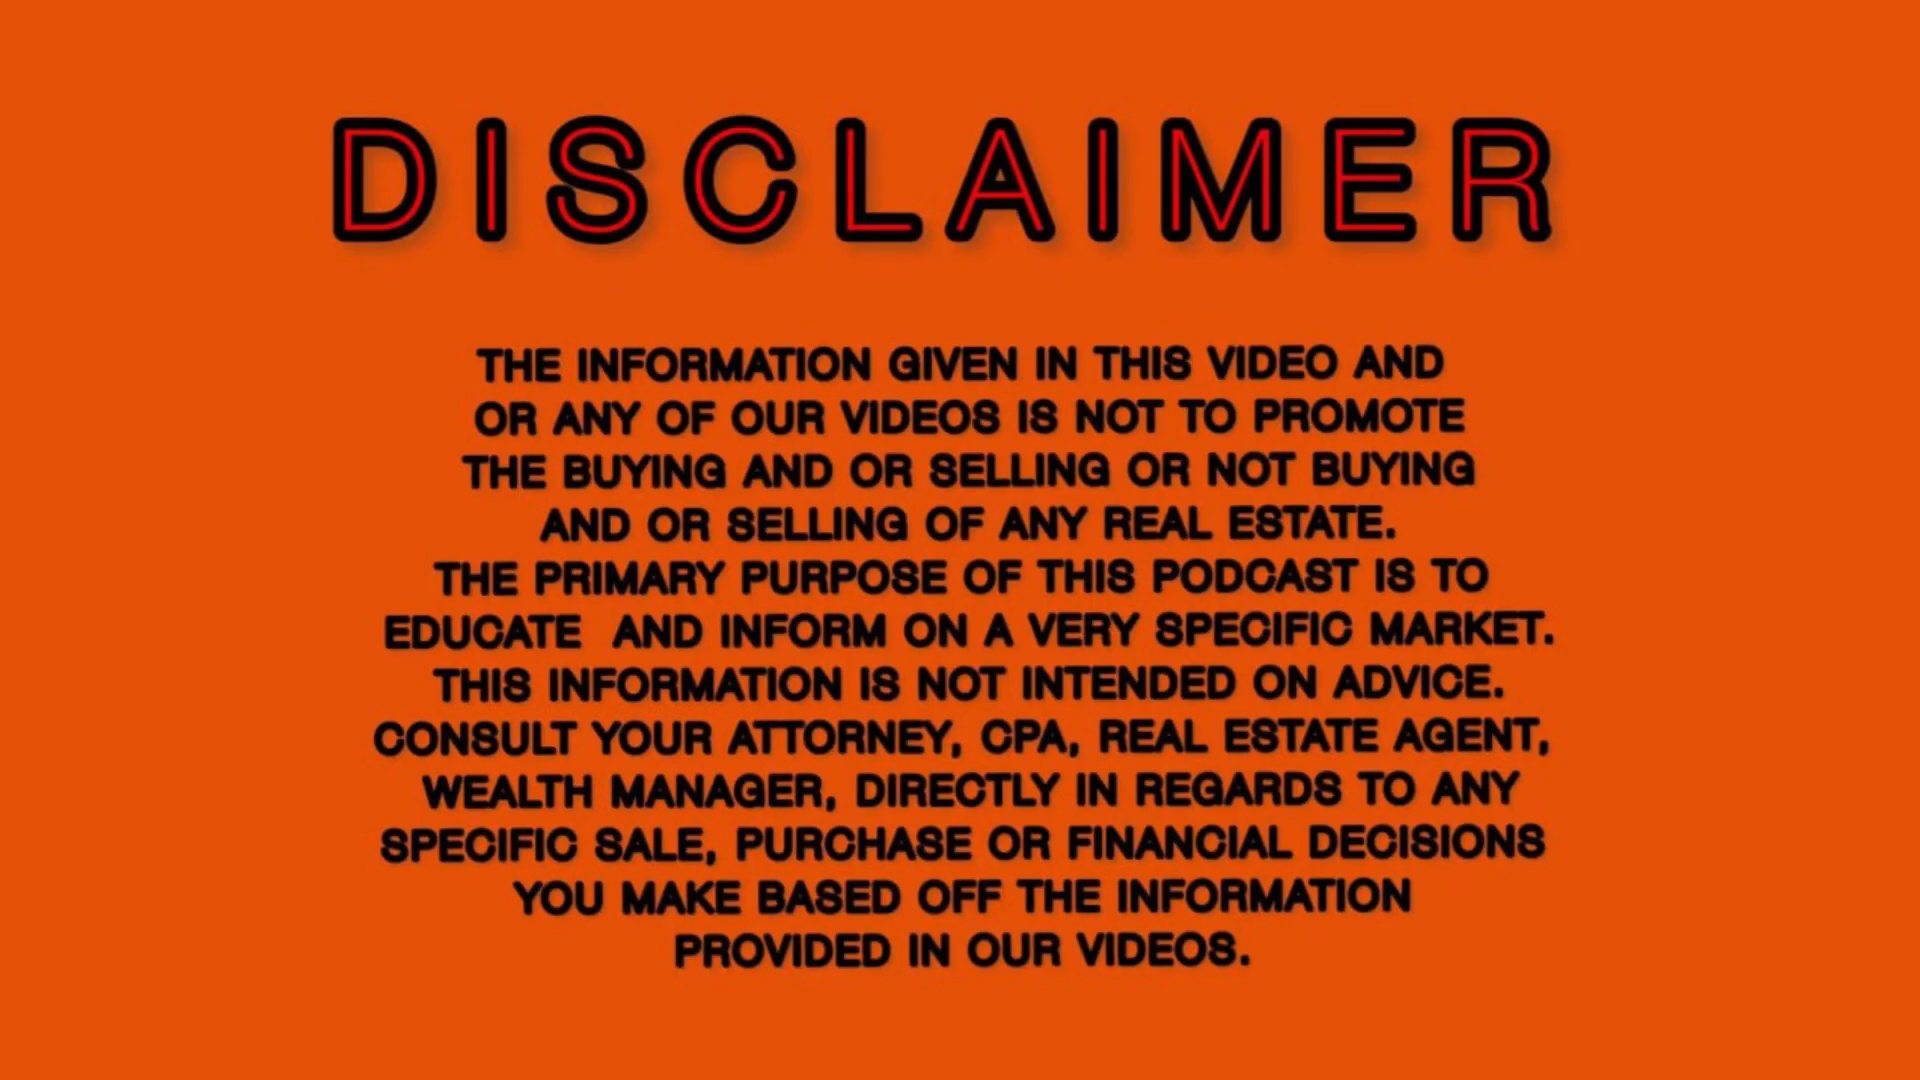 DISCLAIMER
THE INFORMATION GIVEN IN THIS VIDEO AND
OR ANY OF OUR VIDEOS IS NOT TO PROMOTE
THE BUYING AND OR SELLING OR NOT BUYING
AND OR SELLING OF ANY REAL ESTATE.
THE PRIMARY PURPOSE OF THIS PODCAST IS TO
EDUCATE  AND INFORM ON A VERY SPECIFIC MARKET.
THIS INFORMATION IS NOT INTENDED ON ADVICE.
CONSULT YOUR ATTORNEY, CPA, REAL ESTATE AGENT,
WEALTH MANAGER, DIRECTLY IN REGARDS TO ANY
SPECIFIC SALE, PURCHASE OR FINANCIAL DECISIONS
YOU MAKE BASED OFF THE INFORMATION
PROVIDED IN OUR VIDEOS.